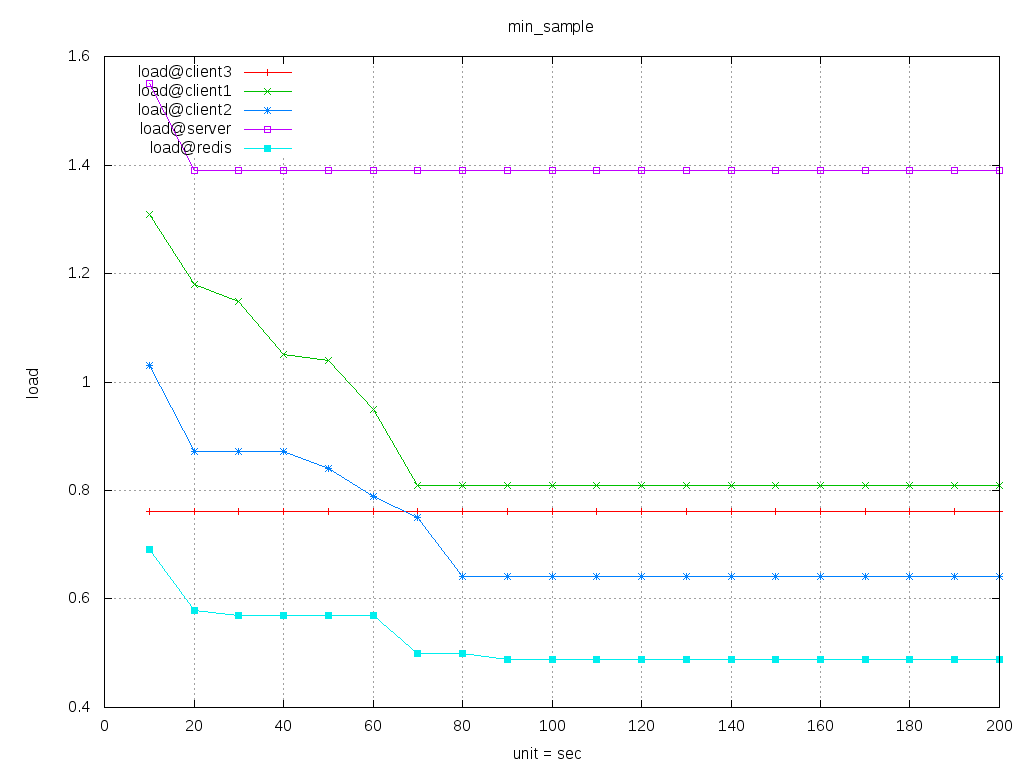 min_sample
1.6
1.4
1.2
1
0.8
0.6
0.4
load
load@client3
load@client1
load@client2
load@server
load@redis
0 20 40 60 80 100 120 140 160 180 200
unit = sec